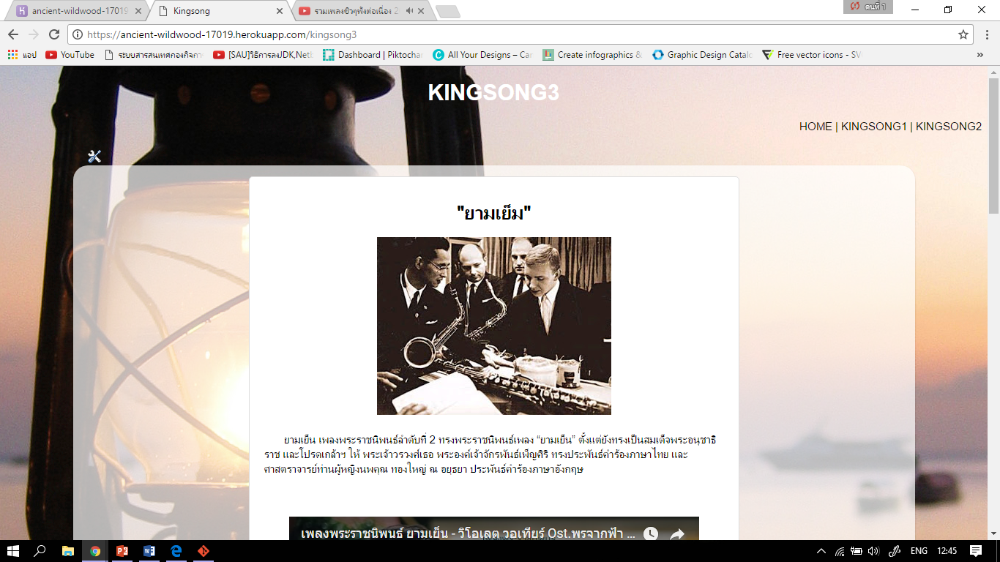 ancient-wildwood-17019
Kingsong
รวมเพลงชิวๆฟังต่อเนื่อง 2
คนที่ 1
https://ancient-wildwood-17019.herokuapp.com/kingsong3
แอป
YouTube
ระบบสารสนเทศกองกิจกา
[SAU]วิธีการลงJDK,Netb
Dashboard | Piktochar
All Your Designs – Can
Create infographics &
Graphic Design Catalo
Free vector icons - SV
»
KINGSONG3
HOME | KINGSONG1 | KINGSONG2
"ยามเย็ม"
ยามเย็น เพลงพระราชนิพนธ์ลำดับที่ 2 ทรงพระราชนิพนธ์เพลง “ยามเย็น” ตั้งแต่ยังทรงเป็นสมเด็จพระอนุชาธิ
ราช และโปรดเกล้าฯ ให้ พระเจ้าวรวงศ์เธอ พระองค์เจ้าจักรพันธ์เพ็ญศิริ ทรงประพันธ์คำร้องภาษาไทย และ
ศาสตราจารย์ท่านผู้หญิงนพคุณ ทองใหญ่ ณ อยุธยา ประพันธ์คำร้องภาษาอังกฤษ
เพลงพระราชนิพนธ์ ยามเย็น - วิโอเลต วอเทียร์ Ost.พรจากฟ้า ...
ENG
12:45